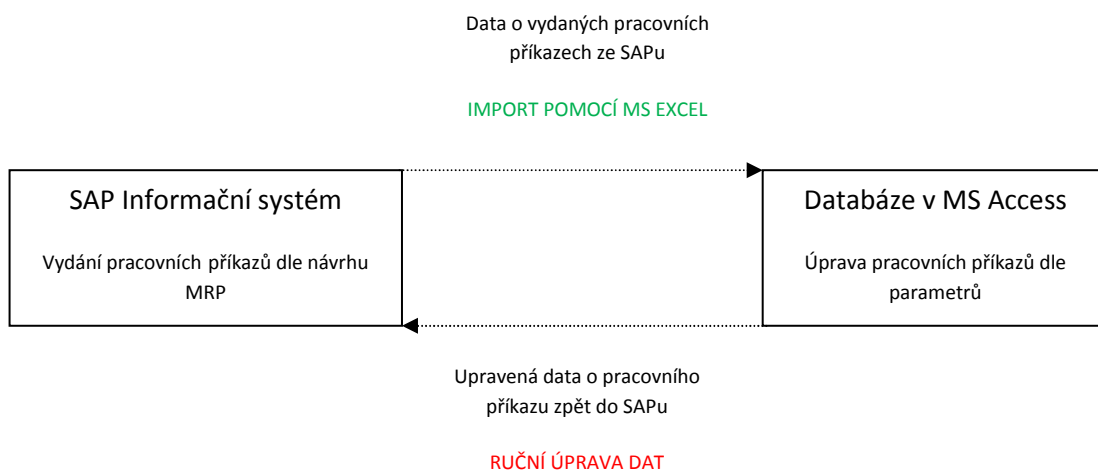 Data o vydaných pracovních
příkazech ze SAPu
IMPORT POMOCÍ MS EXCEL
SAP Informační systém
Vydání pracovních příkazů dle návrhu
MRP
Databáze v MS Access
Úprava pracovních příkazů dle
parametrů
Upravená data o pracovního
příkazu zpět do SAPu
RUČNÍ ÚPRAVA DAT